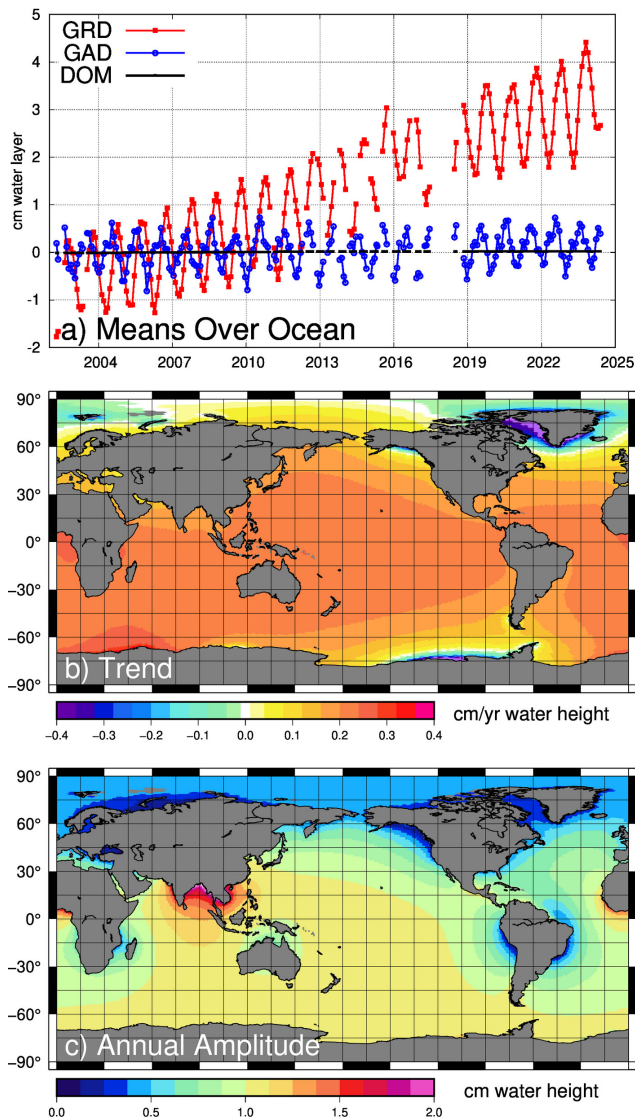 5
4
3
2
1
0
-1
-2
cm water layer
GRD
GAD
DOM
a) Means Over Ocean
2004 2007 2010 2013 2016 2019 2022 2025
90°
60°
30°
0°
−30°
−60°
−90°
b) Trend
cm/yr water height
−0.4 −0.3 −0.2 −0.1 −0.0 0.1 0.2 0.3 0.4
90°
60°
30°
0°
−30°
−60°
−90°
c) Annual Amplitude
cm water height
0.0 0.5 1.0 1.5 2.0